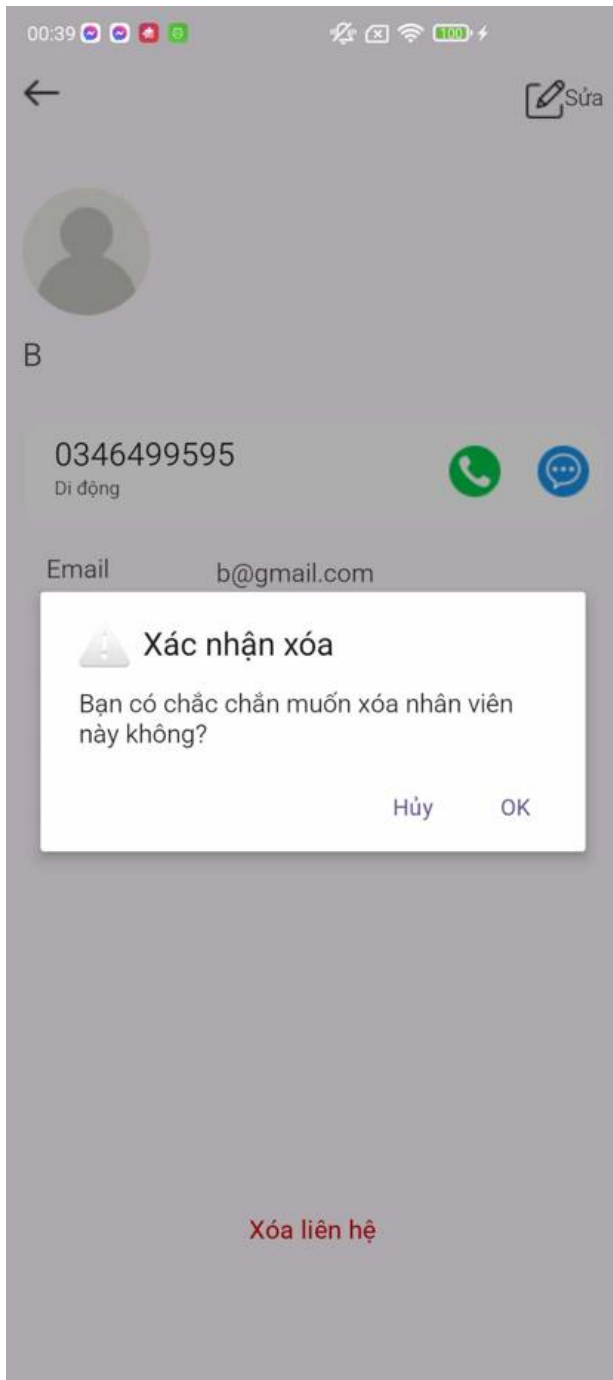 00:39
100
Sửa
B
0346499595
Di động
Email b@gmail.com
Xác nhận xóa
Bạn có chắc chắn muốn xóa nhân viên
này không?
Hủy OK
Xóa liên hệ